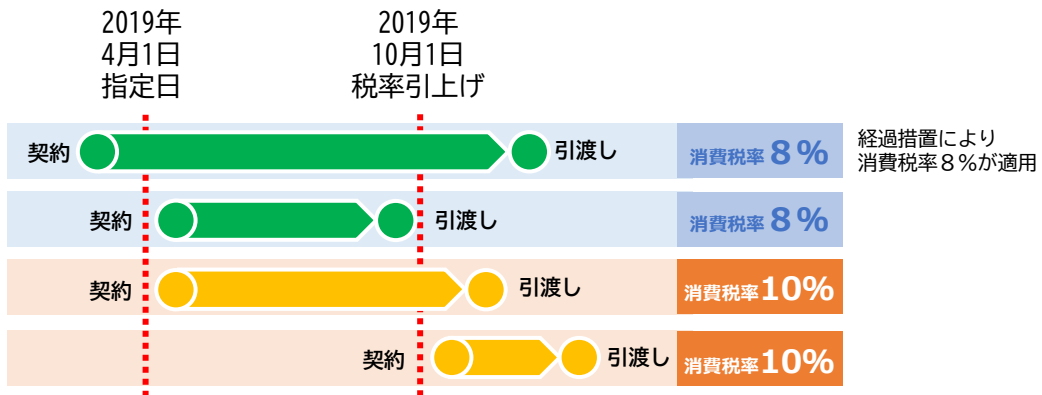 2019年
4月1日
指定日
2019年
10月1日
税率引上げ
契約 引渡し 消費税率８％
経過措置により
消費税率８％が適用
契約 引渡し 消費税率８％
契約 引渡し 消費税率10%
契約 引渡し 消費税率10%